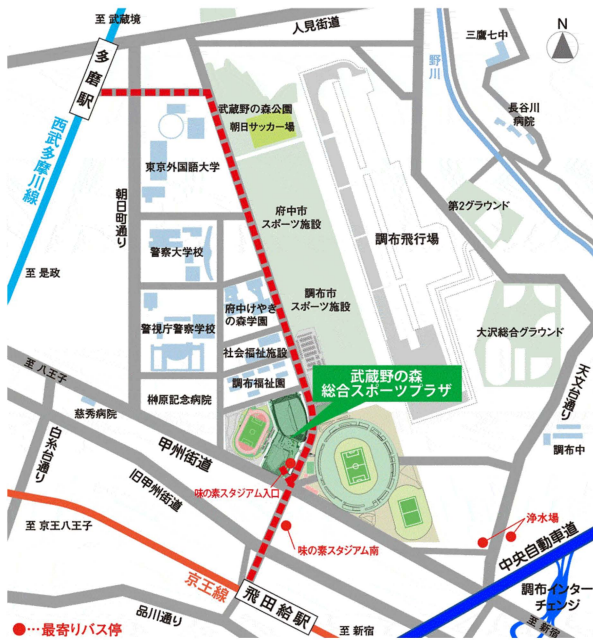 至 武蔵境
人見街道
N
三鷹七中
野川
多磨駅
武蔵野の森公園
朝日サッカー場
長谷川
病院
東京外国語大学
西武多摩川線
朝日町通り
府中市
スポーツ施設
調布飛行場
第2グラウンド
警察大学校
至 是政
調布市
スポーツ施設
府中けやき
の森学園
警視庁警察学校
大沢総合グラウンド
社会福祉施設
至 八王子
武蔵野の森
総合スポーツプラザ
調布福祉園
榊原記念病院
天文台通り
慈秀病院
甲州街道
調布中
白糸台通り
旧甲州街道
味の素スタジアム入口
浄水場
至 京王八王子
味の素スタジアム南
中央自動車道
京王線
飛田給駅
調布インター
チェンジ
品川通り
●…最寄りバス停
至 新宿
至 新宿